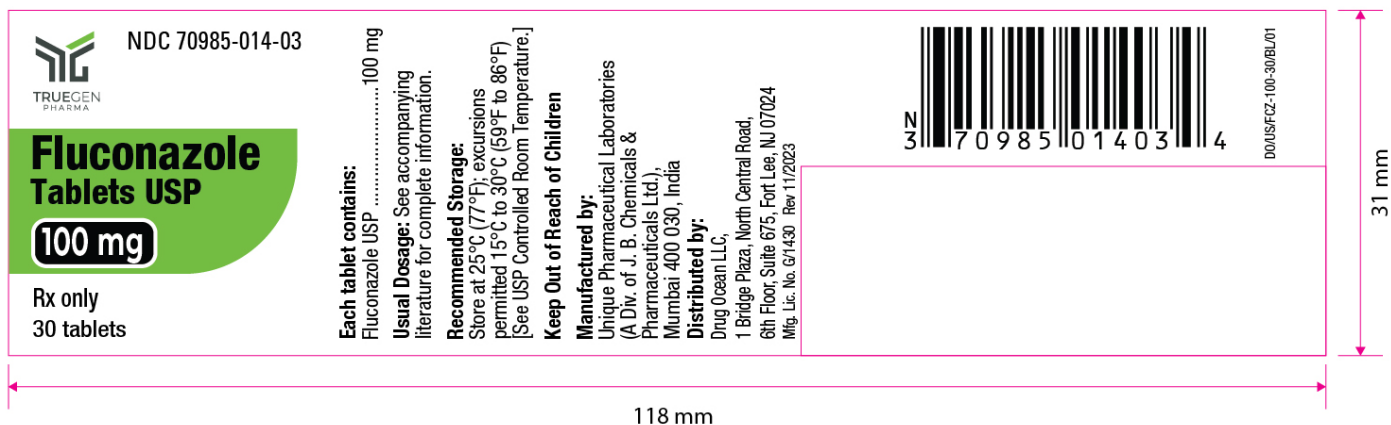 TRUEGEN
PHARMA
NDC 70985-014-03
Fluconazole
Tablets USP
100 mg
Rx only
30 tablets
Each tablet contains:
Fluconazole USP ........................100 mg
Usual Dosage: See accompanying
literature for complete information.
Recommended Storage:
Store at 25°C (77°F); excursions
permitted 15°C to 30°C (59°F to 86°F)
[See USP Controlled Room Temperature.]
Keep Out of Reach of Children
Manufactured by:
Unique Pharmaceutical Laboratories
(A Div. of J. B. Chemicals &
Pharmaceuticals Ltd.),
Mumbai 400 030, India
Distributed by:
Drug Ocean LLC,
1 Bridge Plaza, North Central Road,
6th Floor, Suite 675, Fort Lee, NJ 07024
Mfg. Lic. No. G/1430 Rev 11/2023
N
3 70985 01403 4
DO/US/FCZ-100-30/BL/01
31 mm
118 mm